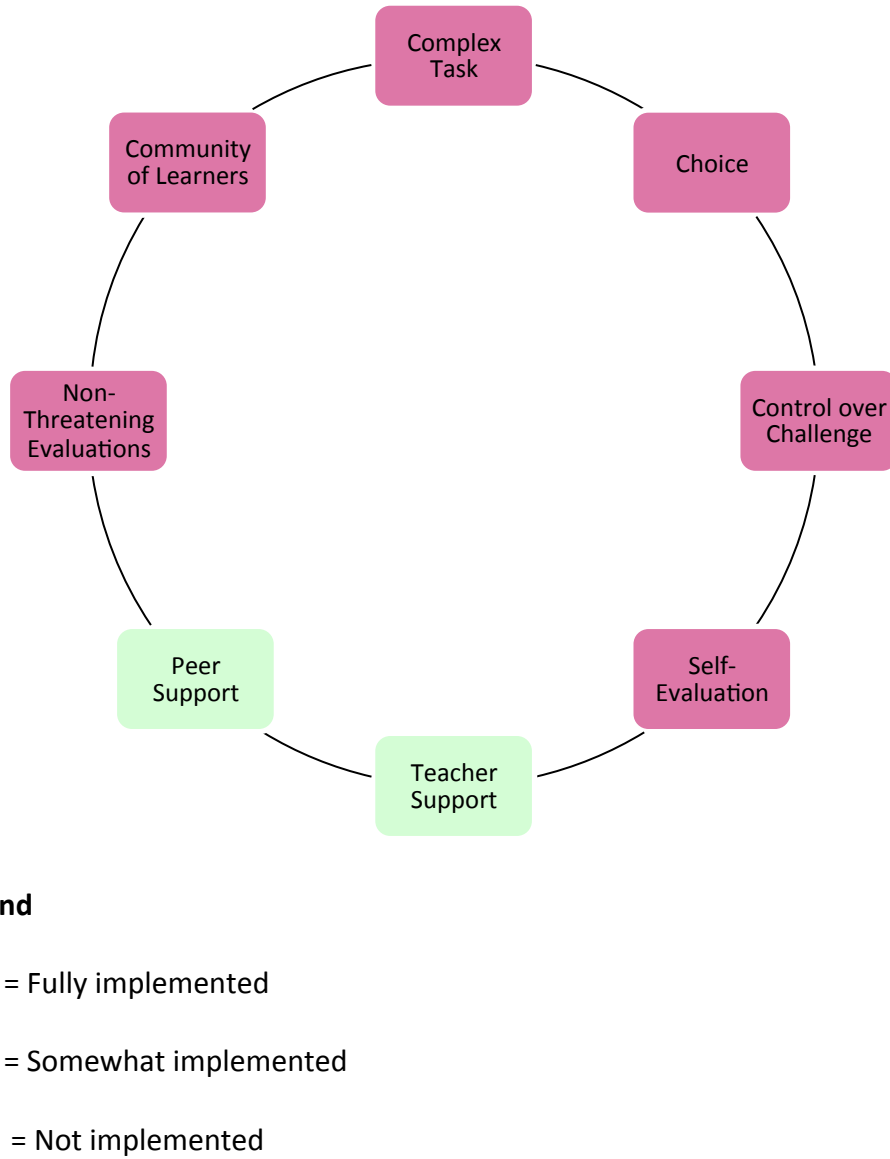 Complex
Task
Choice
Control over
Challenge
Self-
Evaluation
Teacher
Support
Peer
Support
Non-
Threatening
Evaluations
Community
of Learners
nd
= Fully implemented
= Somewhat implemented
= Not implemented